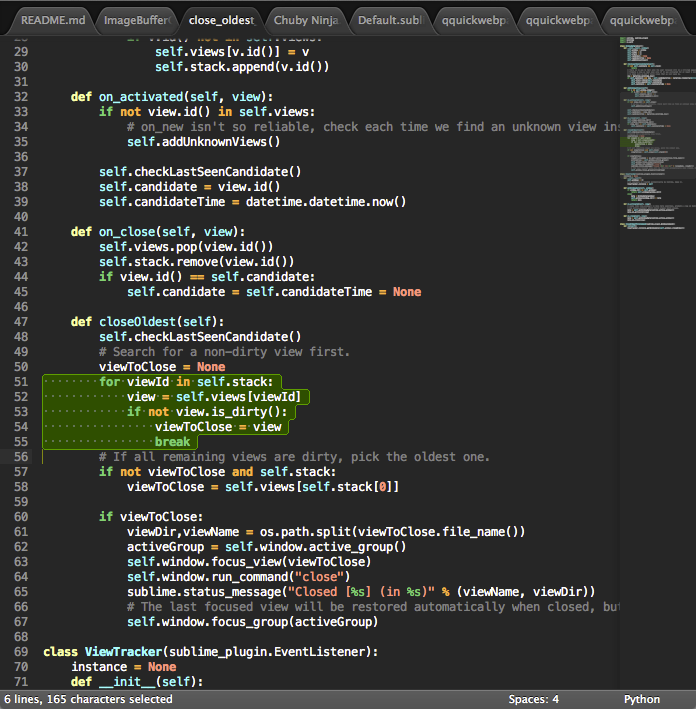 README.md ImageBufferC close_oldest Chuby Ninja Default.subl qquickwebp qquickwebp qquickwebp
29 self.views[v.id()] = v
30 self.stack.append(v.id())
31
32 def on_activated(self, view):
33 if not view.id() in self.views:
34 # on_new isn't so reliable, check each time we find an unknown view ins
35 self.addUnknownViews()
36
37 self.checkLastSeenCandidate()
38 self.candidate = view.id()
39 self.candidateTime = datetime.datetime.now()
40
41 def on_close(self, view):
42 self.views.pop(view.id())
43 self.stack.remove(view.id())
44 if view.id() == self.candidate:
45 self.candidate = self.candidateTime = None
46
47 def closeOldest(self):
48 self.checkLastSeenCandidate()
49 # Search for a non-dirty view first.
50 viewToClose = None
51 for viewId in self.stack:
52 view = self.views[viewId]
53 if not view.is_dirty():
54 viewToClose = view
55 break
56 # If all remaining views are dirty, pick the oldest one.
57 if not viewToClose and self.stack:
58 viewToClose = self.views[self.stack[0]]
59
60 if viewToClose:
61 viewDir,viewName = os.path.split(viewToClose.file_name())
62 activeGroup = self.window.active_group()
63 self.window.focus_view(viewToClose)
64 self.window.run_command("close")
65 sublime.status_message("Closed [%s] (in %s)" % (viewName, viewDir))
66 # The last focused view will be restored automatically when closed, bu
67 self.window.focus_group(activeGroup)
68
69 class ViewTracker(sublime_plugin.EventListener):
70 instance = None
71 def __init__(self):
6 lines, 165 characters selected Spaces: 4 Python